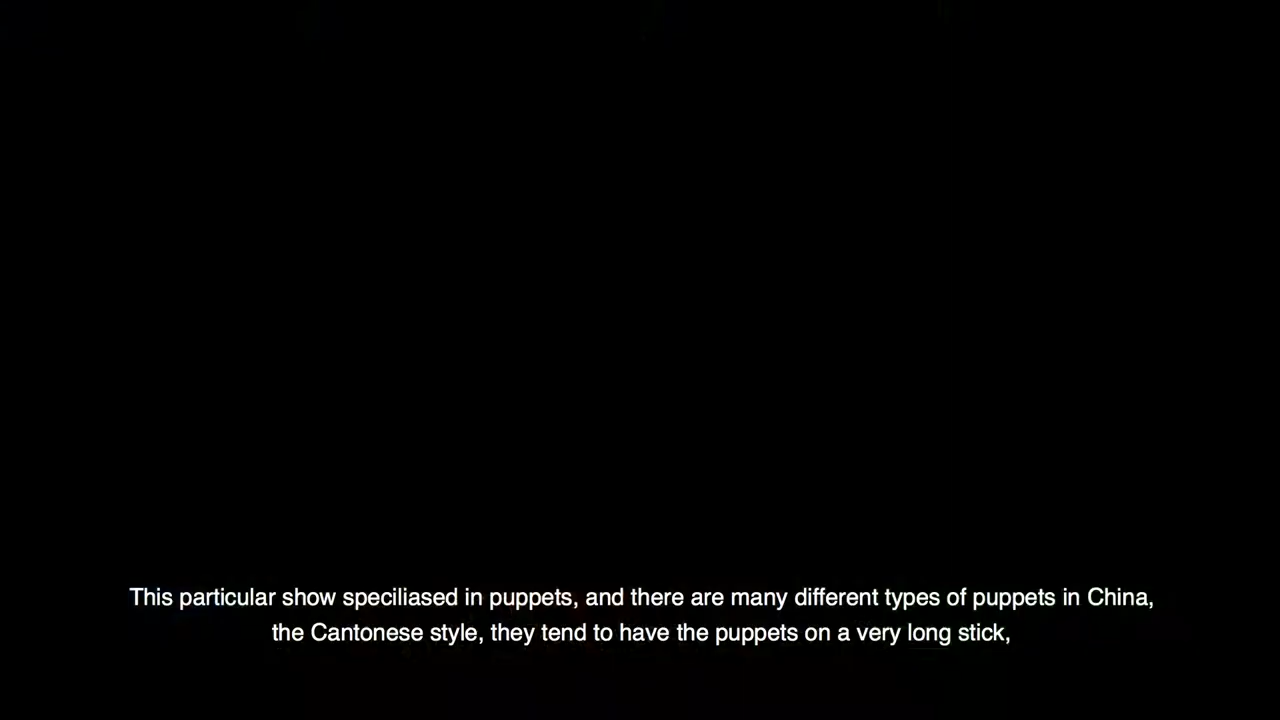 This particular show speciliased in puppets, and there are many different types of puppets in China,
the Cantonese style, they tend to have the puppets on a very long stick,